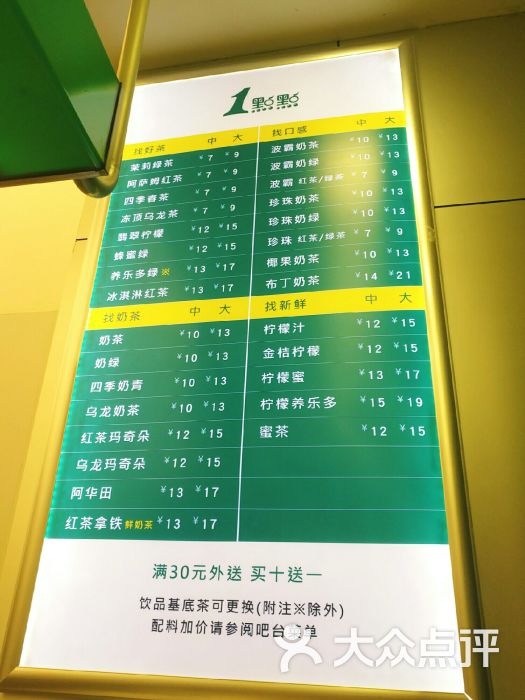 1點點
找好茶 中 大
茉莉绿茶 ¥7 ¥9
阿萨姆红茶 ¥7 ¥9
四季春茶 ¥7 ¥9
冻顶乌龙茶 ¥7 ¥9
翡翠柠檬 ¥12 ¥15
蜂蜜绿 ¥12 ¥15
养乐多绿※ ¥13 ¥17
冰淇淋红茶 ¥13 ¥17
找奶茶 中 大
奶茶 ¥10 ¥13
奶绿 ¥10 ¥13
四季奶青 ¥10 ¥13
乌龙奶茶 ¥10 ¥13
红茶玛奇朵 ¥12 ¥15
乌龙玛奇朵 ¥12 ¥15
阿华田 ¥13 ¥17
红茶拿铁 鲜奶茶 ¥13 ¥17
找口感 中 大
波霸奶茶 ¥10 ¥13
波霸奶绿 ¥10 ¥13
波霸 红茶/绿茶 ¥7 ¥9
珍珠奶茶 ¥10 ¥13
珍珠奶绿 ¥10 ¥13
珍珠 红茶/绿茶 ¥7 ¥9
椰果奶茶 ¥10 ¥13
布丁奶茶 ¥14 ¥21
找新鲜 中 大
柠檬汁 ¥12 ¥15
金桔柠檬 ¥12 ¥15
柠檬蜜 ¥13 ¥17
柠檬养乐多 ¥15 ¥19
蜜茶 ¥12 ¥15
满30元外送 买十送一
饮品基底茶可更换(附注※除外)
配料加价请参阅吧台菜单
大众点评